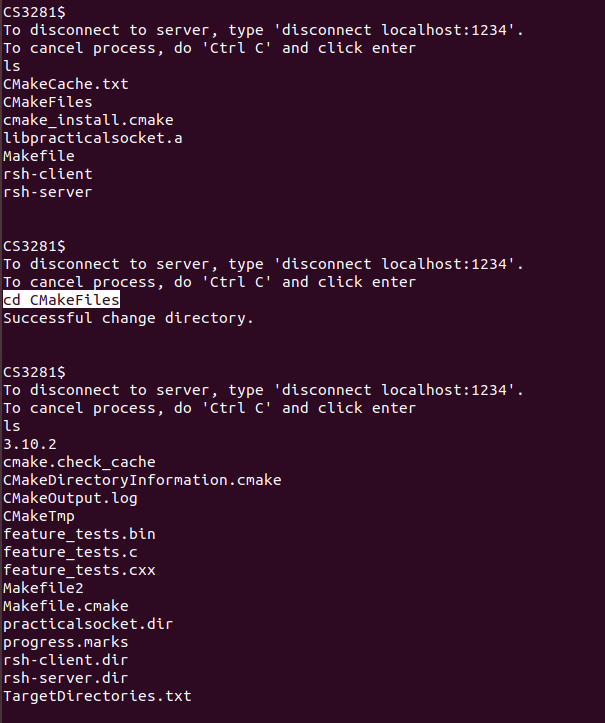 CS3281$
To disconnect to server, type 'disconnect localhost:1234'.
To cancel process, do 'Ctrl C' and click enter
ls
CMakeCache.txt
CMakeFiles
cmake_install.cmake
libpracticalsocket.a
Makefile
rsh-client
rsh-server
CS3281$
To disconnect to server, type 'disconnect localhost:1234'.
To cancel process, do 'Ctrl C' and click enter
cd CMakeFiles
Successful change directory.
CS3281$
To disconnect to server, type 'disconnect localhost:1234'.
To cancel process, do 'Ctrl C' and click enter
ls
3.10.2
cmake.check_cache
CMakeDirectoryInformation.cmake
CMakeOutput.log
CMakeTmp
feature_tests.bin
feature_tests.c
feature_tests.cxx
Makefile2
Makefile.cmake
practicalsocket.dir
progress.marks
rsh-client.dir
rsh-server.dir
TargetDirectories.txt